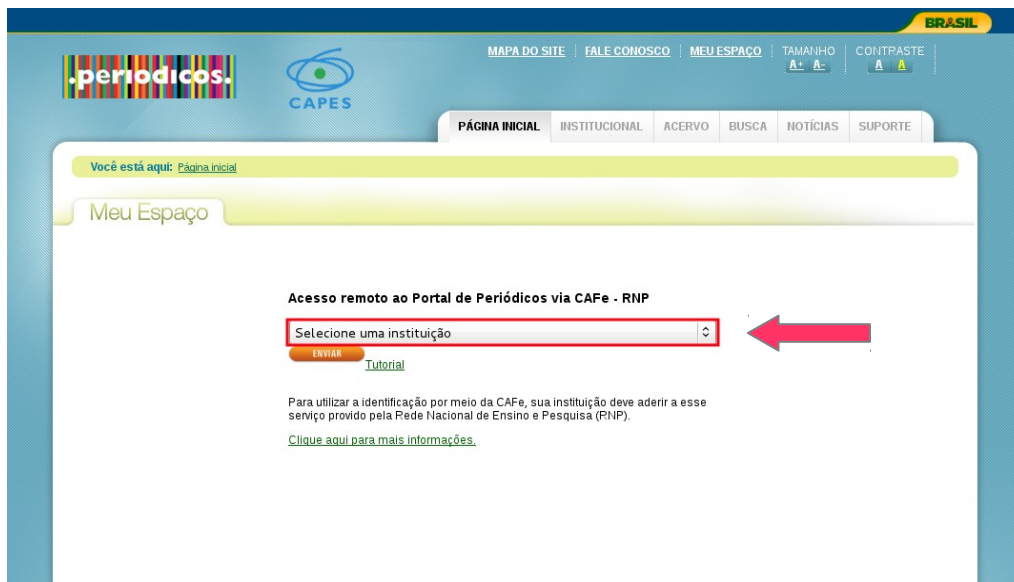 BRASIL
MAPA DO SITE FALE CONOSCO MEU ESPAÇO TAMANHO CONTRASTE
A+ A- A A
.periodicos.
CAPES
PÁGINA INICIAL INSTITUCIONAL ACERVO BUSCA NOTÍCIAS SUPORTE
Você está aqui: Página inicial
Meu Espaço
Acesso remoto ao Portal de Periódicos via CAFe - RNP
Selecione uma instituição
ENVIAR
Tutorial
Para utilizar a identificação por meio da CAFe, sua instituição deve aderir a esse
serviço provido pela Rede Nacional de Ensino e Pesquisa (RNP).
Clique aqui para mais informações.